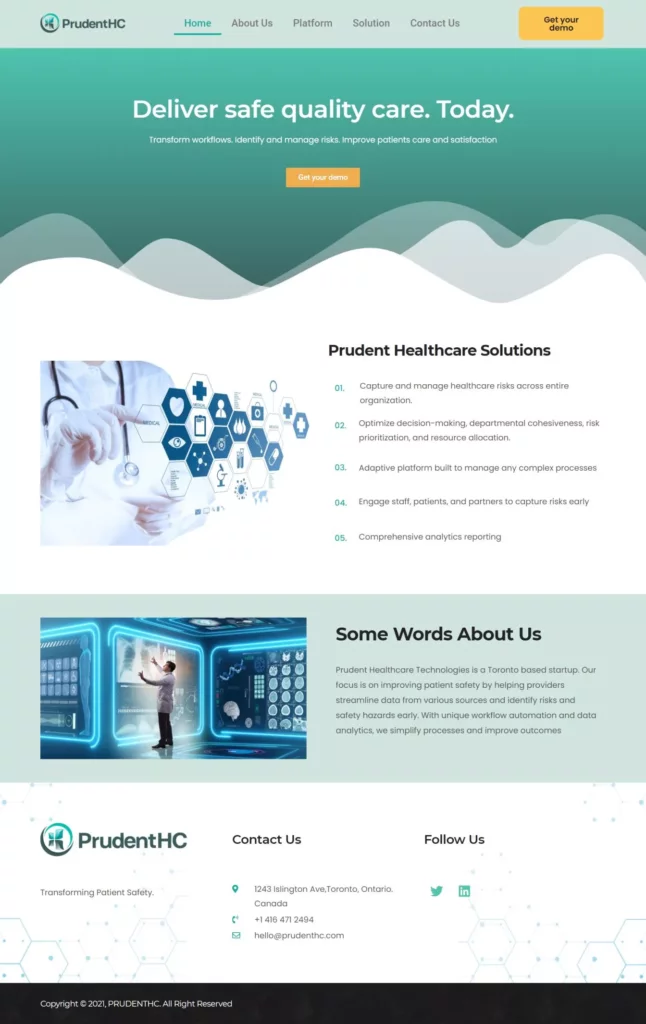 PrudentHC
Home
About Us
Platform
Solution
Contact Us
Get your
demo
Deliver safe quality care. Today.
Transform workflows. Identify and manage risks. Improve patients care and satisfaction
Get your demo
Prudent Healthcare Solutions
MEDICAL
01. Capture and manage healthcare risks across entire
organization.
02. Optimize decision-making, departmental cohesiveness, risk
prioritization, and resource allocation.
03. Adaptive platform built to manage any complex processes
04. Engage staff, patients, and partners to capture risks early
05. Comprehensive analytics reporting
Some Words About Us
Prudent Healthcare Technologies is a Toronto based startup. Our
focus is on improving patient safety by helping providers
streamline data from various sources and identify risks and
safety hazards early. With unique workflow automation and data
analytics, we simplify processes and improve outcomes
PrudentHC
Transforming Patient Safety.
Contact Us
1243 Islington Ave,Toronto, Ontario.
Canada
+1 416 471 2494
hello@prudenthc.com
Follow Us
Copyright © 2021, PRUDENTHC. All Right Reserved